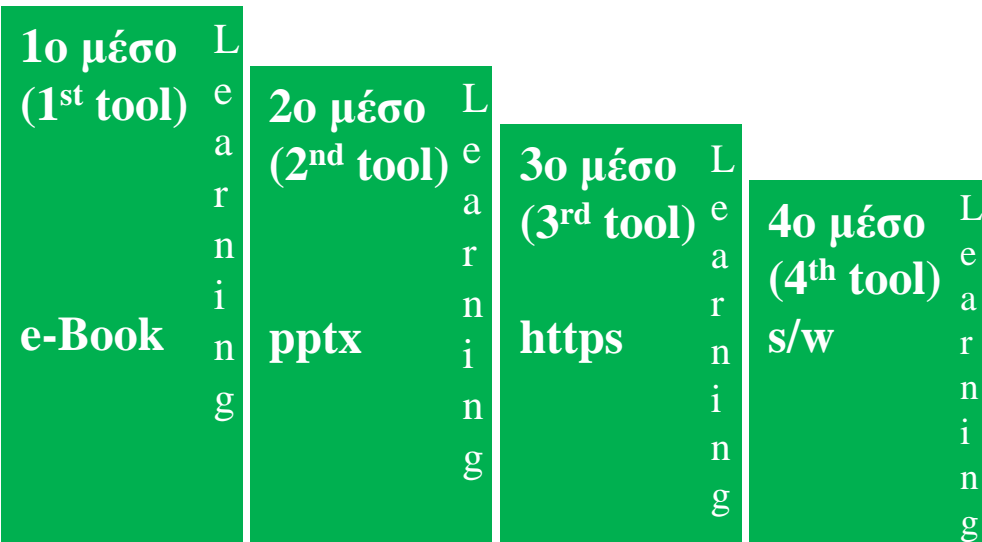 1ο μέσο
(1st tool)
e-Book
Learning
2ο μέσο
(2nd tool)
pptx
Learning
3ο μέσο
(3rd tool)
https
Learning
4ο μέσο
(4th tool)
s/w
Learning